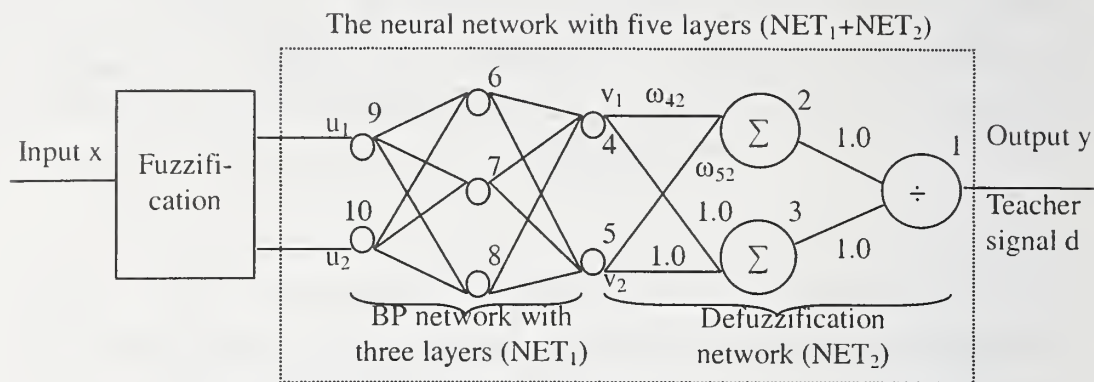 The neural network with five layers (NET₁+NET₂)
Input x
Fuzzifi-
cation
u₁
u₂
9
10
6
7
8
v₁
4
5
v₂
ω₄₂
ω₅₂
1.0
1.0
Σ
2
Σ
3
1.0
1.0
÷
1
Output y
Teacher
signal d
BP network with
three layers (NET₁)
Defuzzification
network (NET₂)